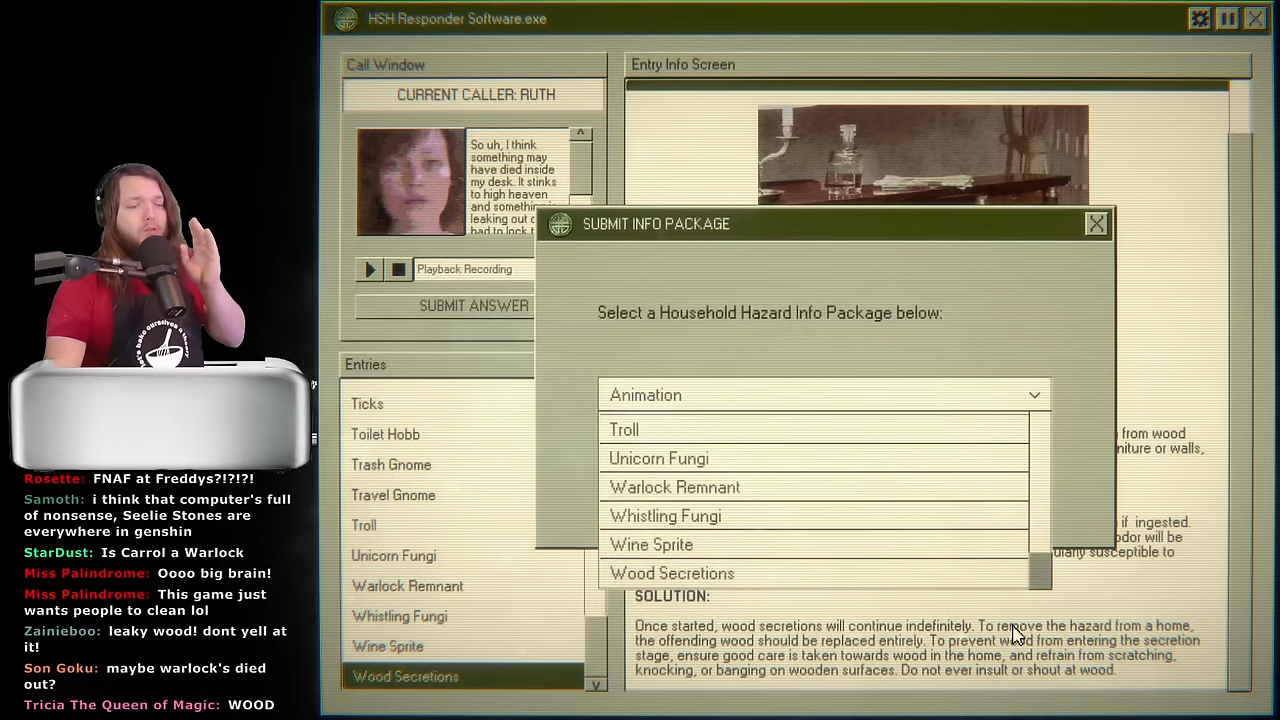 HSH Responder Software.exe
Call Window
CURRENT CALLER: RUTH
So uh, I think
something may
have died inside
my desk. It stinks
to high heaven
and
leaking out
Playback Recording
SUBMIT ANSWER
Entries
Ticks
Toilet Hobb
Trash Gnome
Travel Gnome
Troll
Unicorn Fungi
Warlock Remnant
Whistling Fungi
Wine Sprite
Wood Secretions
Entry Info Screen
from wood
niture or walls,
if ingested.
odor will be
ularly susceptible to
SOLUTION:
Once started, wood secretions will continue indefinitely. To remove the hazard from a home,
the offending wood should be replaced entirely. To prevent wood from entering the secretion
stage, ensure good care is taken towards wood in the home, and refrain from scratching,
knocking, or banging on wooden surfaces. Do not ever insult or shout at wood.
SUBMIT INFO PACKAGE
Select a Household Hazard Info Package below:
Animation
Troll
Unicorn Fungi
Warlock Remnant
Whistling Fungi
Wine Sprite
Wood Secretions
Rosette: FNAF at Freddys?!?!?!
Samoth: i think that computer's full
of nonsense, Seelie Stones are
everywhere in genshin
StarDust: Is Carrol a Warlock
Miss Palindrome: Oooo big brain!
Miss Palindrome: This game just
wants people to clean lol
Zainieboo: leaky wood! dont yell at
it!
Son Goku: maybe warlock's died
out?
Tricia The Queen of Magic: WOOD